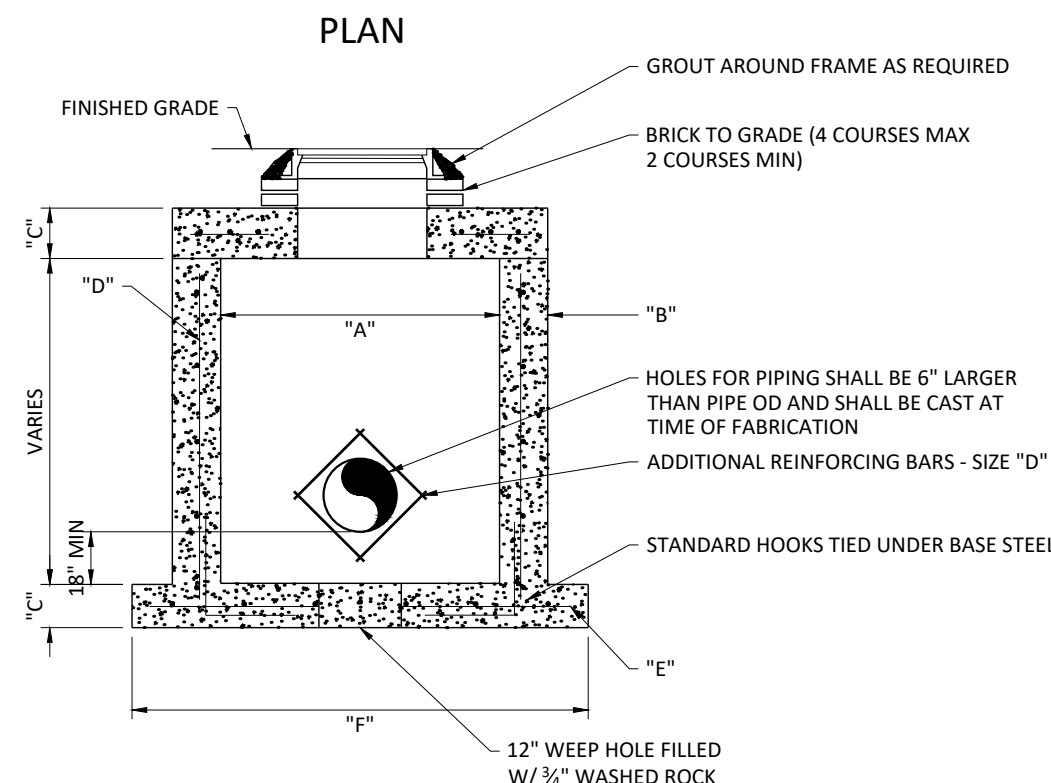 PLAN
GROUT AROUND FRAME AS REQUIRED
FINISHED GRADE
BRICK TO GRADE (4 COURSES MAX
2 COURSES MIN)
"C"
"D"
"A"
"B"
VARIES
HOLES FOR PIPING SHALL BE 6" LARGER
THAN PIPE OD AND SHALL BE CAST AT
TIME OF FABRICATION
ADDITIONAL REINFORCING BARS - SIZE "D"
18" MIN
STANDARD HOOKS TIED UNDER BASE STEEL
"C"
"E"
"F"
12" WEEP HOLE FILLED
W/ ¾" WASHED ROCK